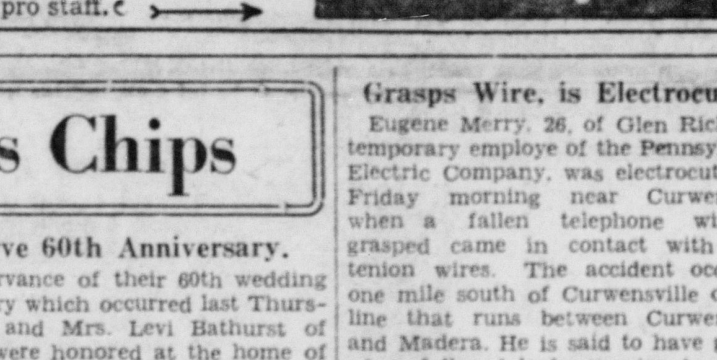 pro staff.
s Chips
ve 60th Anniversary.
rvance of their 60th wedding
ry which occurred last Thurs-
and Mrs. Levi Bathurst of
were honored at the home of
Grasps Wire, is Electrocu
Eugene Merry, 26, of Glen Ric
temporary employe of the Pennsy
Electric Company, was electrocut
Friday morning near Curwe
when a fallen telephone wi
grasped came in contact with
tenion wires. The accident occ
one mile south of Curwensville
line that runs between Curwe
and Madera. He is said to have